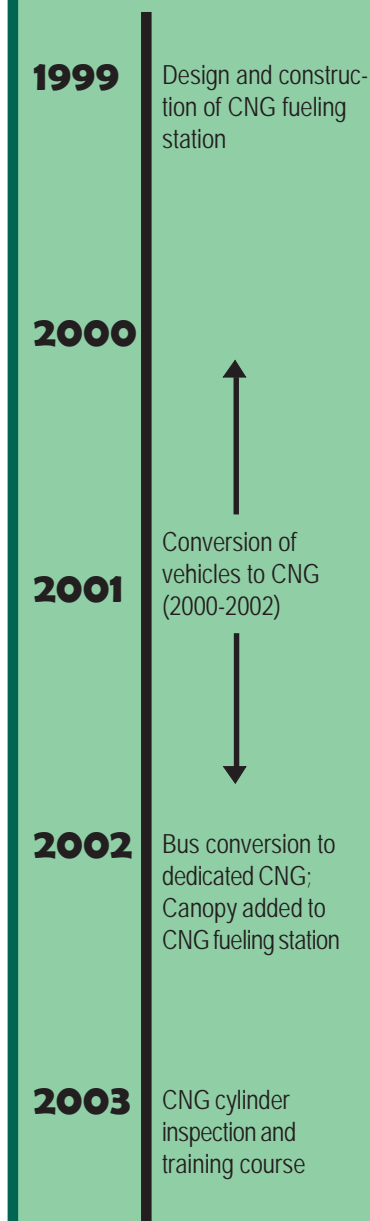 1999
Design and construc-
tion of CNG fueling
station
2000
Conversion of
vehicles to CNG
(2000-2002)
2001
2002
Bus conversion to
dedicated CNG;
Canopy added to
CNG fueling station
2003
CNG cylinder
inspection and
training course